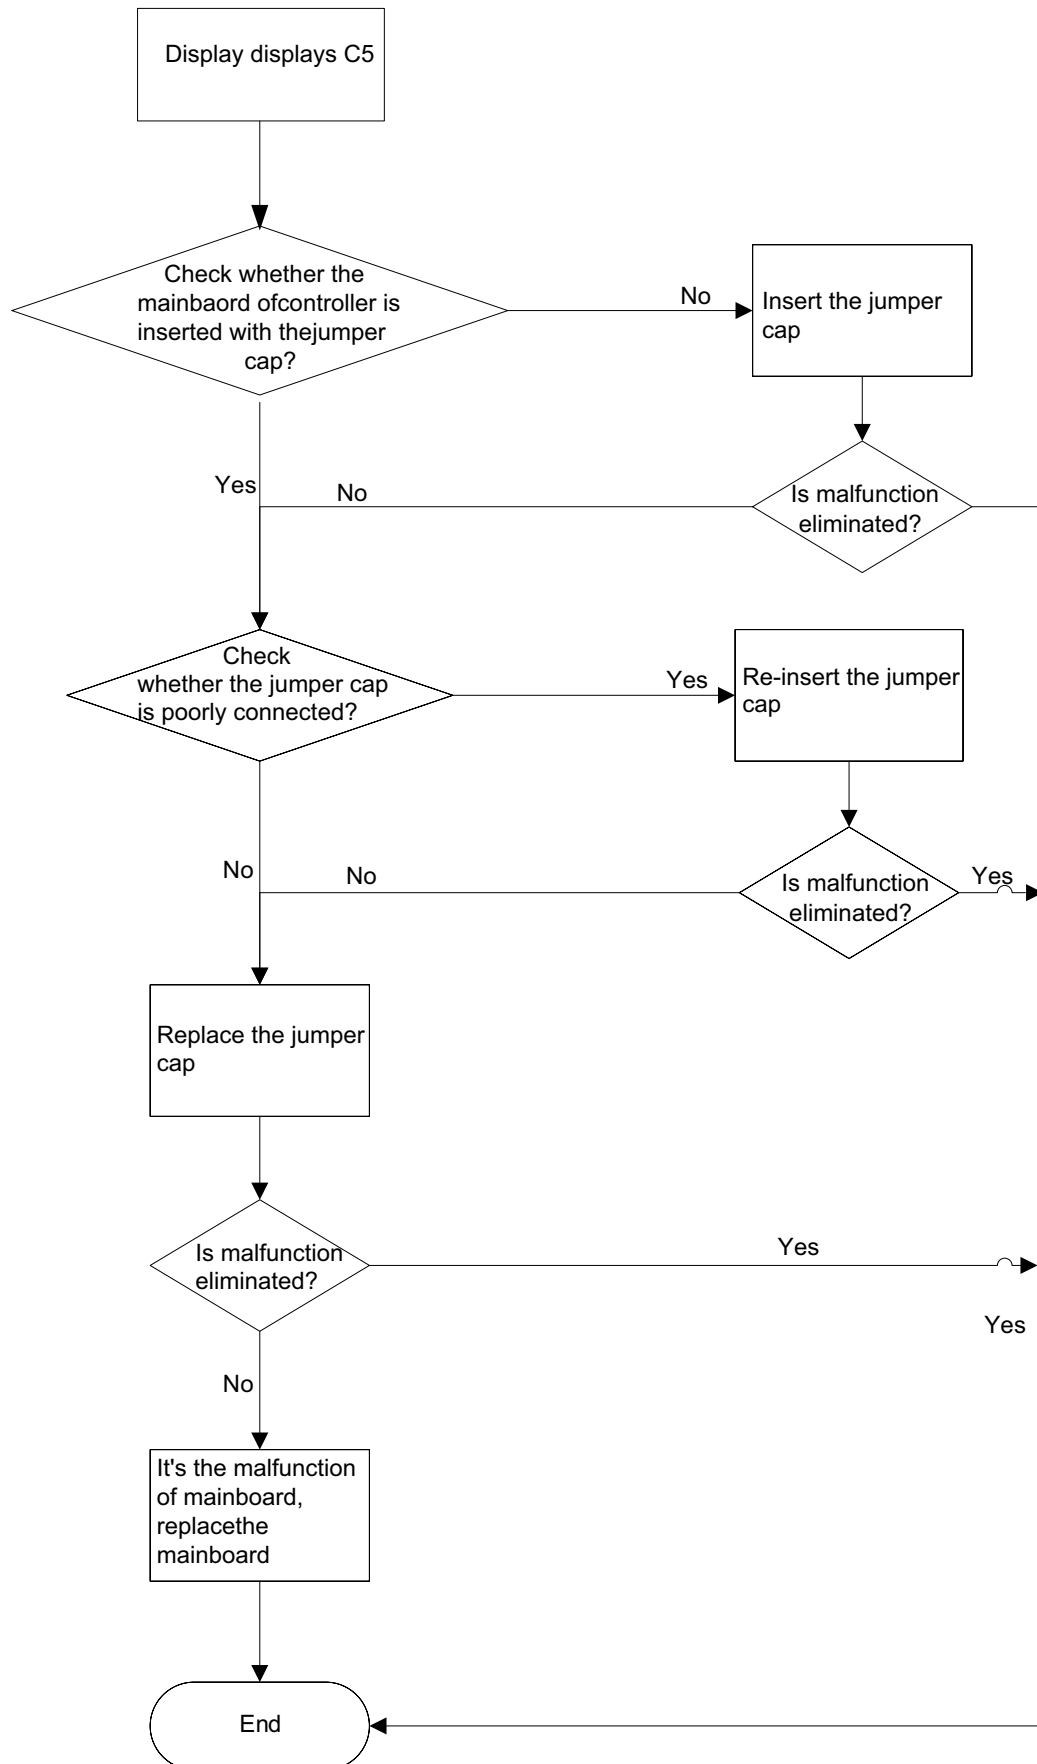 Display displays C5
Check whether the
mainbaord ofcontroller is
inserted with thejumper
cap?
No
Insert the jumper
cap
Yes
No
Is malfunction
eliminated?
Check
whether the jumper cap
is poorly connected?
Yes
Re-insert the jumper
cap
No
No
Is malfunction
eliminated?
Yes
Replace the jumper
cap
Is malfunction
eliminated?
Yes
Yes
No
It's the malfunction
of mainboard,
replacethe
mainboard
End